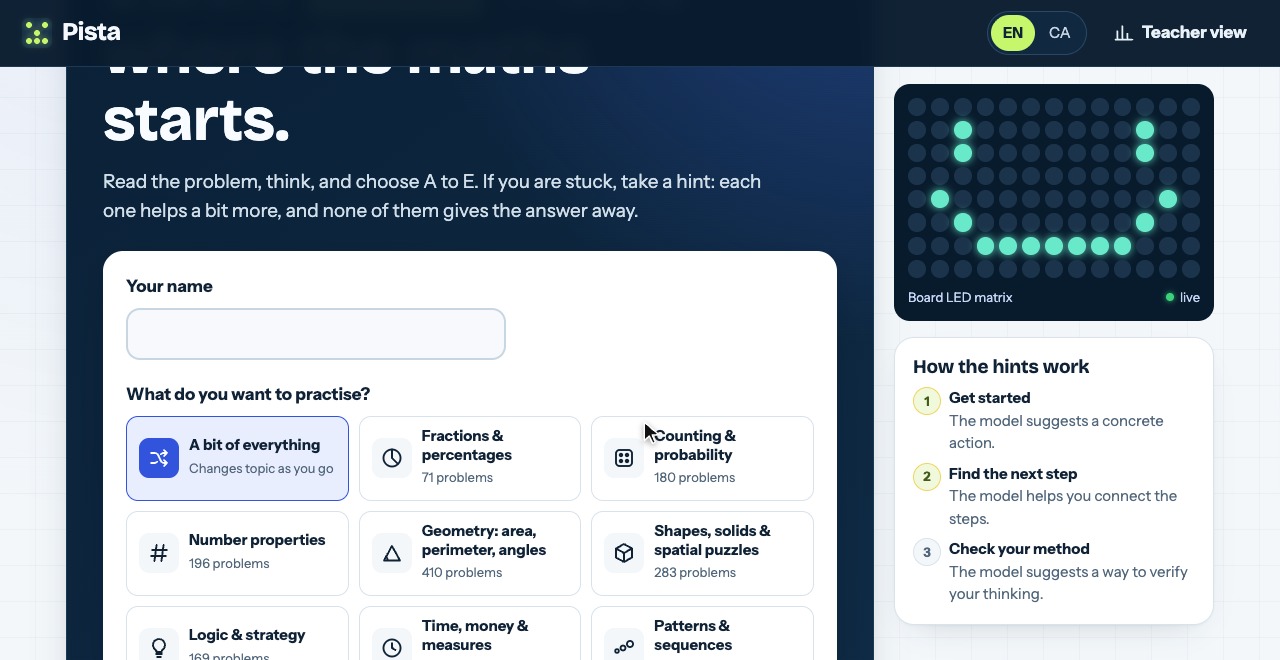 Pista
EN
CA
Teacher view
where the maths
starts.
Read the problem, think, and choose A to E. If you are stuck, take a hint: each
one helps a bit more, and none of them gives the answer away.
Your name
What do you want to practise?
A bit of everything
Changes topic as you go
Fractions &
percentages
71 problems
Counting &
probability
180 problems
Number properties
196 problems
Geometry: area,
perimeter, angles
410 problems
Shapes, solids &
spatial puzzles
283 problems
Logic & strategy
169 problems
Time, money &
measures
Patterns &
sequences
Board LED matrix
live
How the hints work
1
Get started
The model suggests a concrete
action.
2
Find the next step
The model helps you connect the
steps.
3
Check your method
The model suggests a way to verify
your thinking.